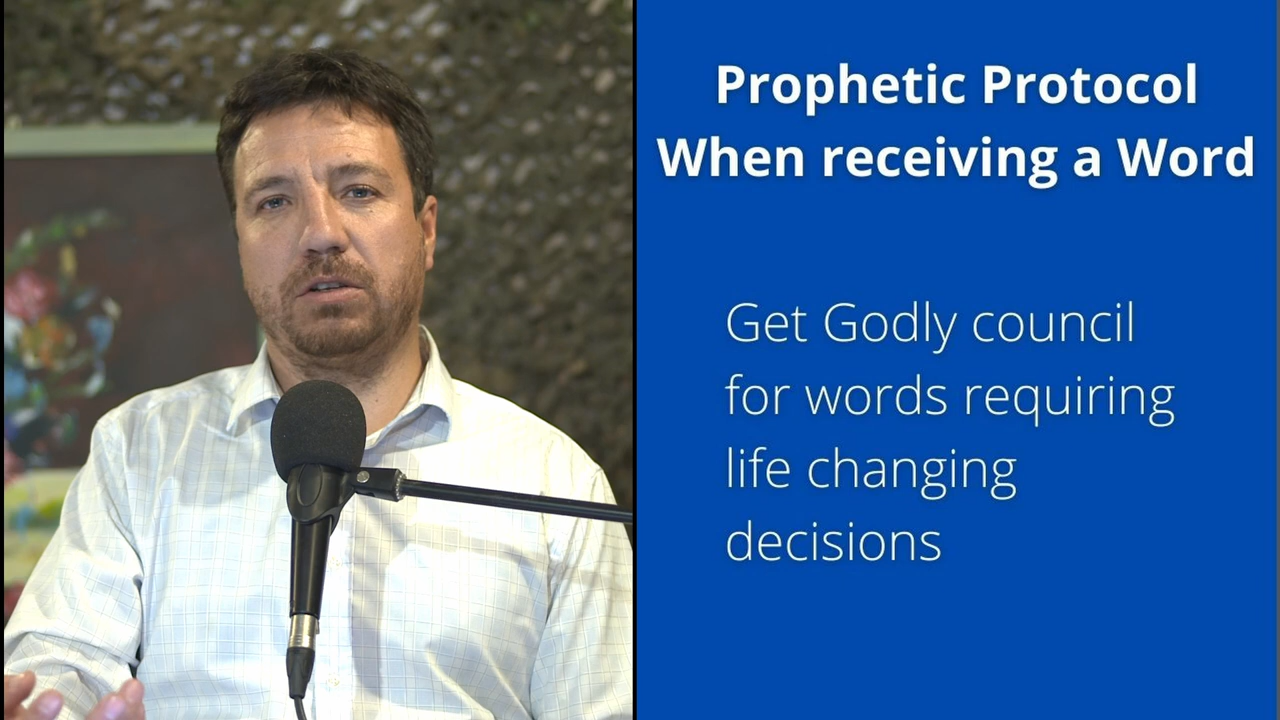 Prophetic Protocol
When receiving a Word
Get Godly council
for words requiring
life changing
decisions